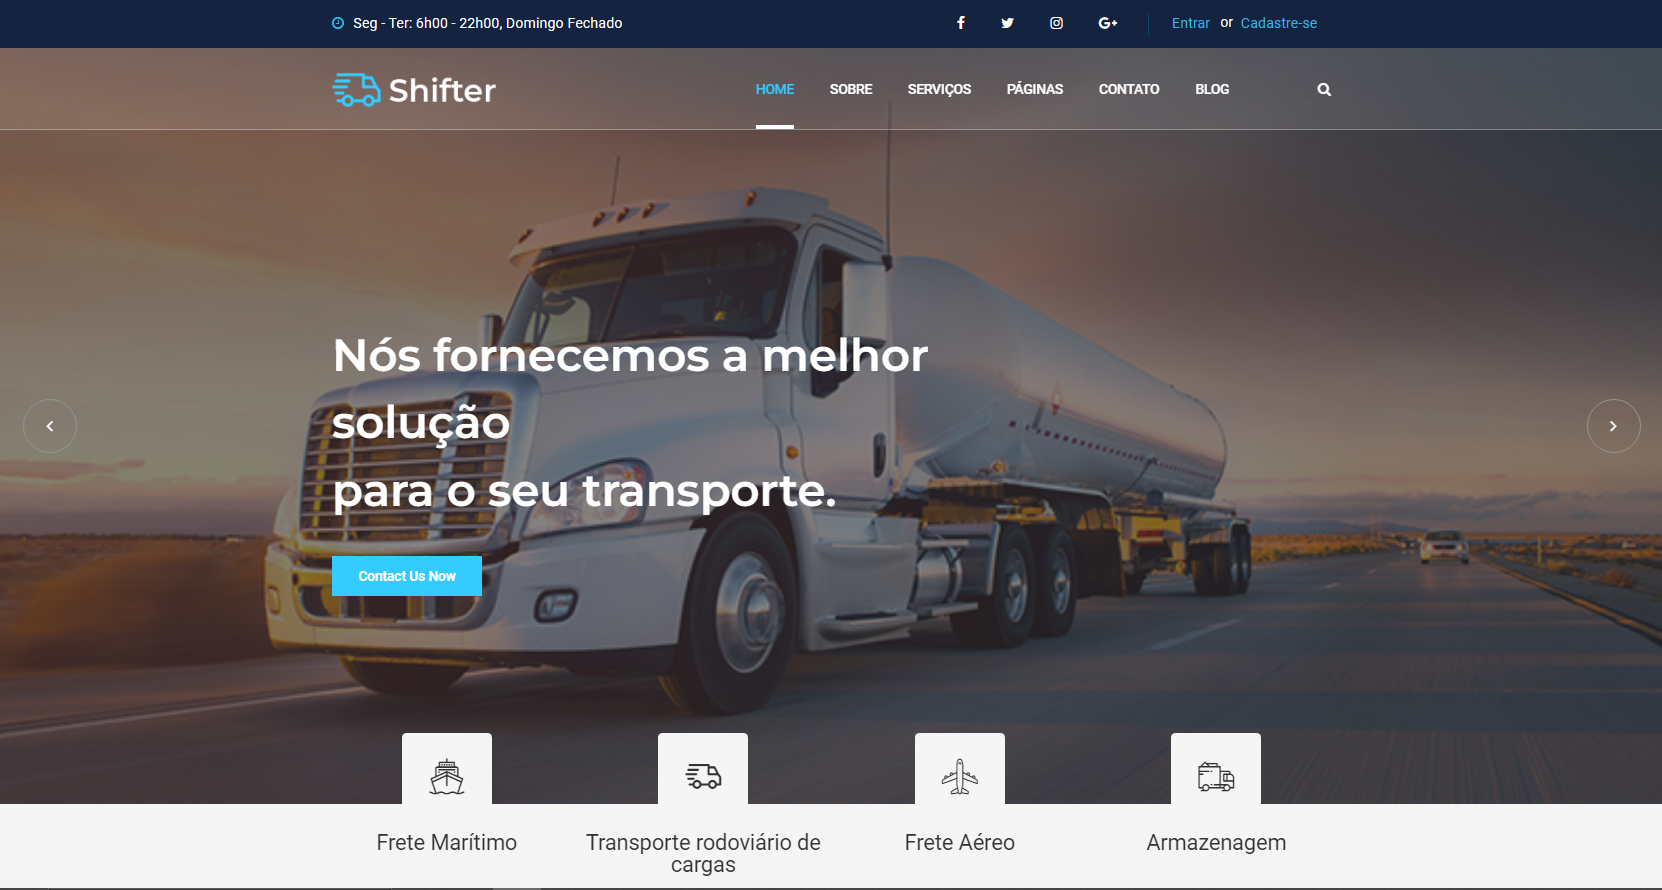 Seg - Ter: 6h00 - 22h00, Domingo Fechado
Entrar or Cadastre-se
Shifter
HOME SOBRE SERVIÇOS PÁGINAS CONTATO BLOG
Nós fornecemos a melhor
solução
para o seu transporte.
Contact Us Now
Frete Marítimo
Transporte rodoviário de
cargas
Frete Aéreo
Armazenagem